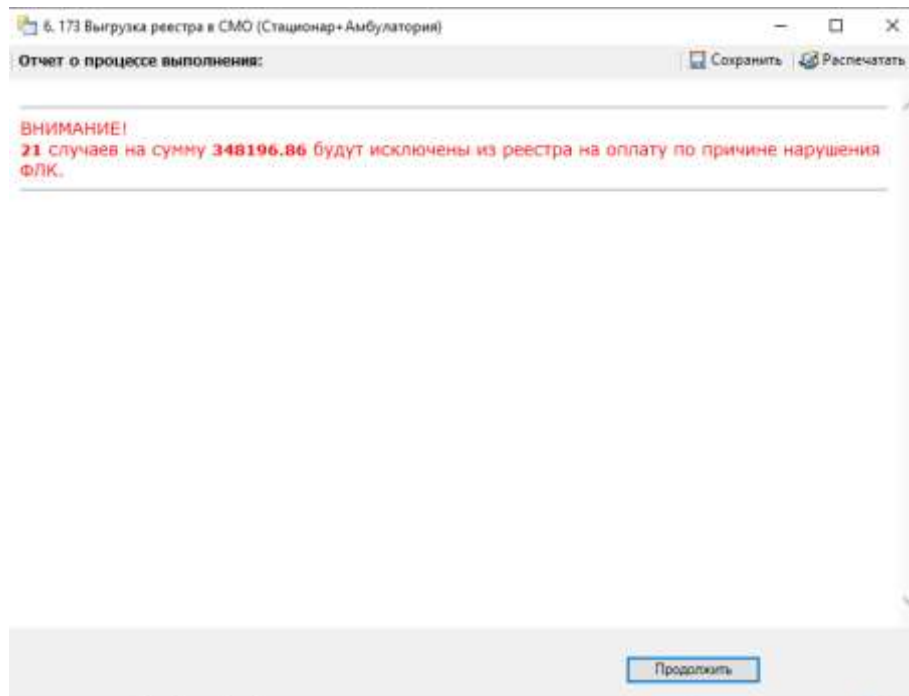 6. 173 Выгрузка реестра в СМО (Стационар+Амбулатория)
Отчет о процессе выполнения:
Сохранить
Распечатать
ВНИМАНИЕ!
21 случаев на сумму 348196.86 будут исключены из реестра на оплату по причине нарушения
ФЛК.
Продолжить